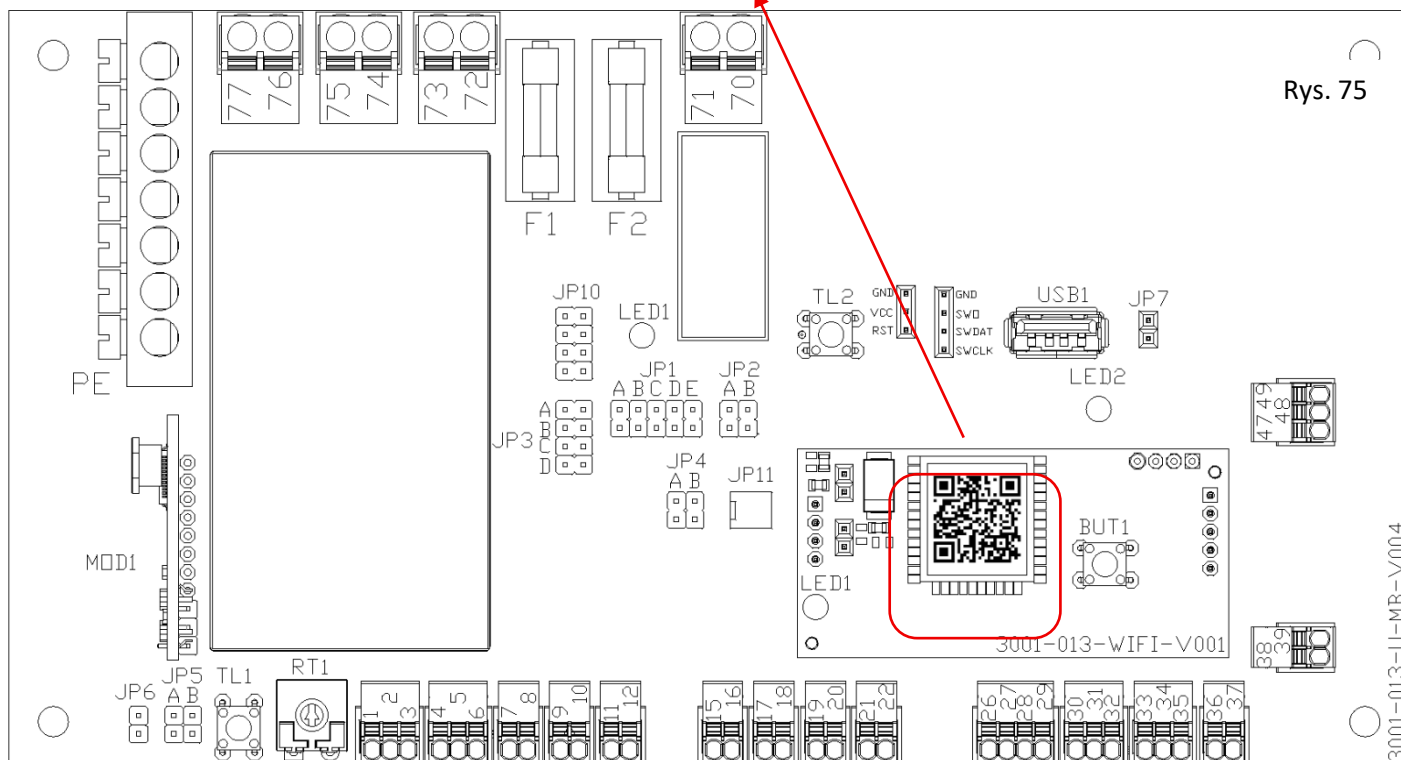 77 76 75 74 73 72 71 70
Rys. 75
F1 F2
PE
JP10
LED1
TL2
GND
VCC
RST
GND
SWO
SWDAT
SWCLK
USB1
JP7
LED2
JP1
A B C D E
JP2
A B
JP3
A
B
C
D
JP4
A B
JP11
47 48 49
MOD1
BUT1
LED1
3001-013-WIFI-V001
38 39
3001-013-U-MB-V004
JP6
JP5
A B
TL1
RT1
1 2 3 4 5 6 7 8 9 10 11 12 15 16 17 18 19 20 21 22 26 27 28 29 30 31 32 33 34 35 36 37